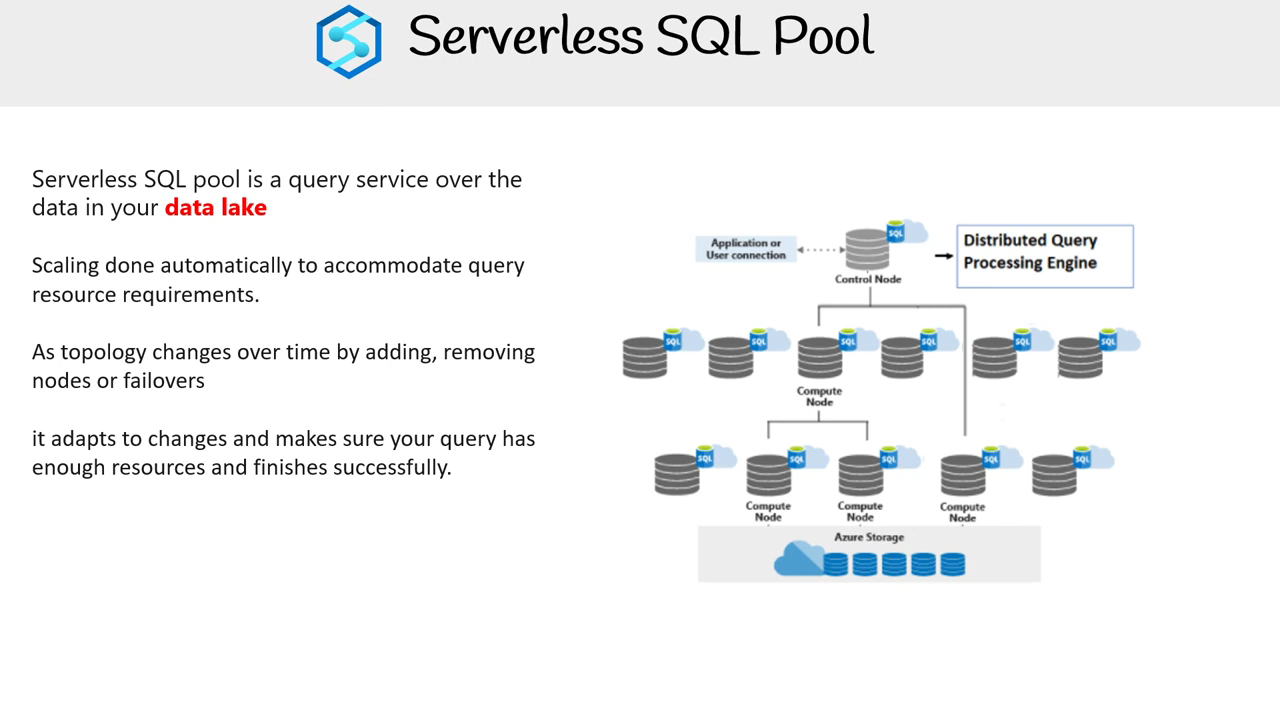 Serverless SQL Pool
Serverless SQL pool is a query service over the
data in your data lake
Scaling done automatically to accommodate query
resource requirements.
As topology changes over time by adding, removing
nodes or failovers
it adapts to changes and makes sure your query has
enough resources and finishes successfully.
Application or
User connection
SQL
Control Node
Distributed Query
Processing Engine
SQL
SQL
SQL
SQL
SQL
SQL
Compute
Node
SQL
SQL
SQL
SQL
SQL
Compute
Node
Compute
Node
Compute
Node
Azure Storage